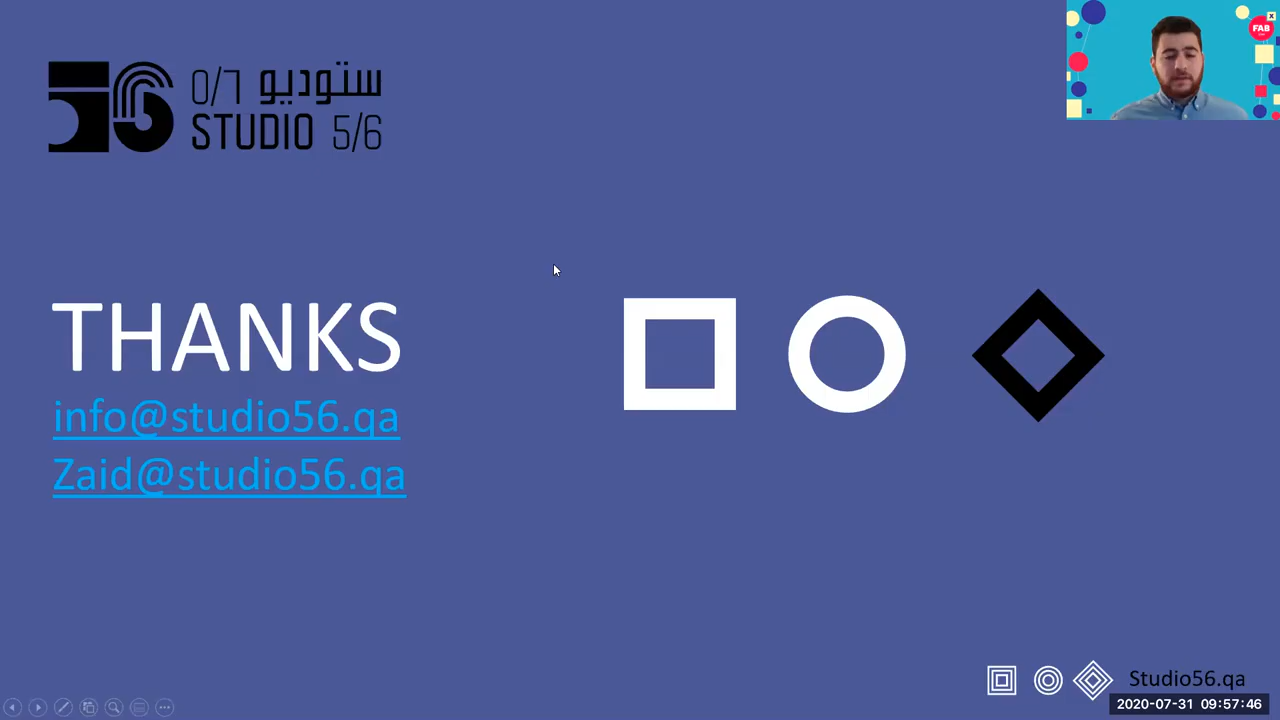 ستوديو ٥/٦
STUDIO 5/6
FAB
x
THANKS
info@studio56.qa
Zaid@studio56.qa
Studio56.qa
2020-07-31 09:57:46